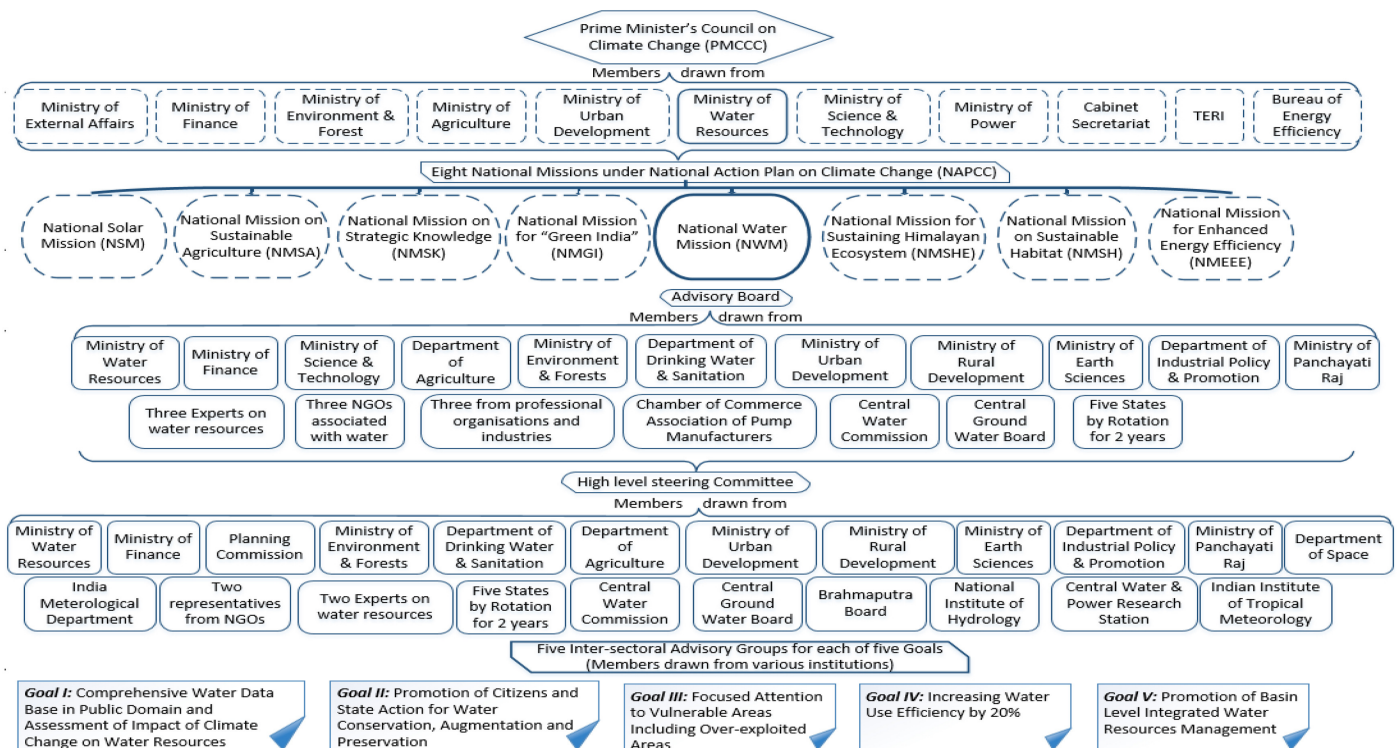 Prime Minister's Council on
Climate Change (PMCCC)
Members drawn from
Ministry of
External Affairs
Ministry of
Finance
Ministry of
Environment &
Forest
Ministry of
Agriculture
Ministry of
Urban
Development
Ministry of
Water
Resources
Ministry of
Science &
Technology
Ministry of
Power
Cabinet
Secretariat
TERI
Bureau of
Energy
Efficiency
Eight National Missions under National Action Plan on Climate Change (NAPCC)
National Solar
Mission (NSM)
National Mission on
Sustainable
Agriculture (NMSA)
National Mission on
Strategic Knowledge
(NMSK)
National Mission
for "Green India"
(NMGI)
National Water
Mission (NWM)
National Mission for
Sustaining Himalayan
Ecosystem (NMSHE)
National Mission
on Sustainable
Habitat (NMSH)
National Mission
for Enhanced
Energy Efficiency
(NMEEE)
Advisory Board
Members drawn from
Ministry of
Water
Resources
Ministry of
Finance
Ministry of
Science &
Technology
Department
of
Agriculture
Ministry of
Environment
& Forests
Department of
Drinking Water
& Sanitation
Ministry of
Urban
Development
Ministry of
Rural
Development
Ministry of
Earth
Sciences
Department of
Industrial Policy
& Promotion
Ministry of
Panchayati
Raj
Three Experts on
water resources
Three NGOs
associated
with water
Three from professional
organisations and
industries
Chamber of Commerce
Association of Pump
Manufacturers
Central
Water
Commission
Central
Ground
Water Board
Five States
by Rotation
for 2 years
High level steering Committee
Members drawn from
Ministry of
Water
Resources
Ministry of
Finance
Planning
Commission
Ministry of
Environment
& Forests
Department of
Drinking Water
& Sanitation
Department
of
Agriculture
Ministry of
Urban
Development
Ministry of
Rural
Development
Ministry of
Earth
Sciences
Department of
Industrial Policy
& Promotion
Ministry of
Panchayati
Raj
Department
of Space
India
Meterological
Department
Two
representatives
from NGOs
Two Experts on
water resources
Five States
by Rotation
for 2 years
Central
Water
Commission
Central
Ground
Water Board
Brahmaputra
Board
National
Institute of
Hydrology
Central Water &
Power Research
Station
Indian Institute
of Tropical
Meteorology
Five Inter-sectoral Advisory Groups for each of five Goals
(Members drawn from various institutions)
Goal I: Comprehensive Water Data
Base in Public Domain and
Assessment of Impact of Climate
Change on Water Resources
Goal II: Promotion of Citizens and
State Action for Water
Conservation, Augmentation and
Preservation
Goal III: Focused Attention
to Vulnerable Areas
Including Over-exploited
Areas
Goal IV: Increasing Water
Use Efficiency by 20%
Goal V: Promotion of Basin
Level Integrated Water
Resources Management